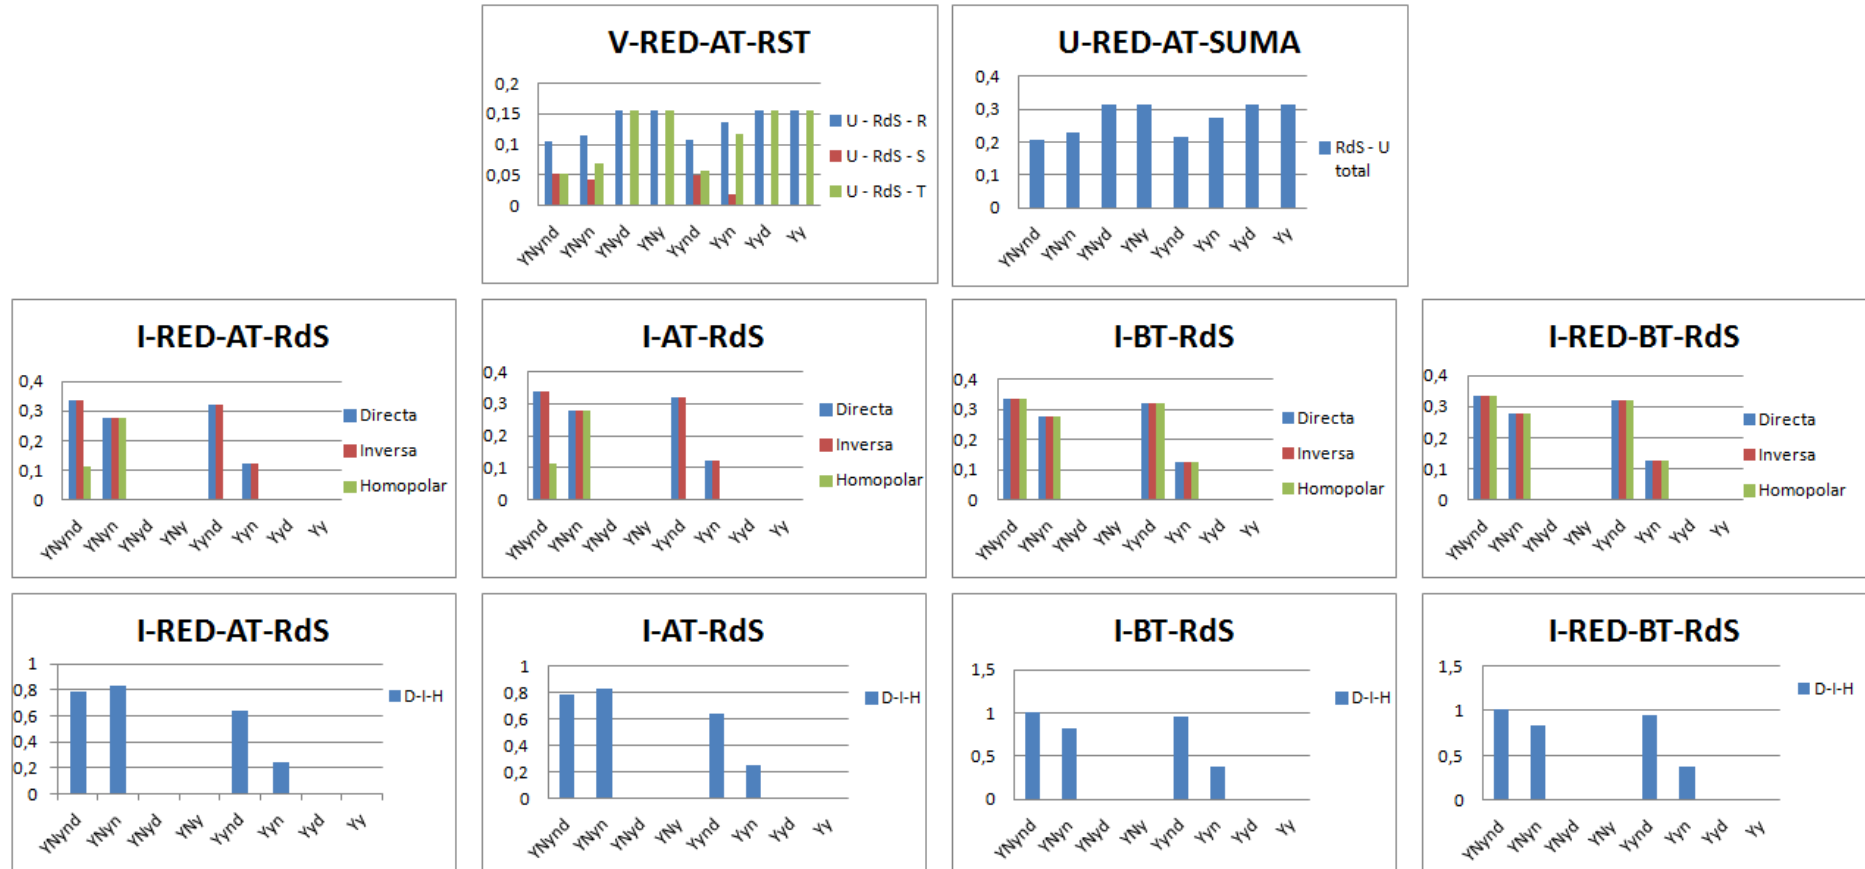 V-RED-AT-RST
0,2
0,15
0,1
0,05
0
U - RdS - R
U - RdS - S
U - RdS - T
YNynd
YNyn
YNyd
YNy
Yynd
Yyn
Yyd
Yy
U-RED-AT-SUMA
0,4
0,3
0,2
0,1
0
RdS - U
total
YNynd
YNyn
YNyd
YNy
Yynd
Yyn
Yyd
Yy
I-RED-AT-RdS
0,4
0,3
0,2
0,1
0
Directa
Inversa
Homopolar
YNynd
YNyn
YNyd
YNy
Yynd
Yyn
Yyd
Yy
I-AT-RdS
0,4
0,3
0,2
0,1
0
Directa
Inversa
Homopolar
YNynd
YNyn
YNyd
YNy
Yynd
Yyn
Yyd
Yy
I-BT-RdS
0,4
0,3
0,2
0,1
0
Directa
Inversa
Homopolar
YNynd
YNyn
YNyd
YNy
Yynd
Yyn
Yyd
Yy
I-RED-BT-RdS
0,4
0,3
0,2
0,1
0
Directa
Inversa
Homopolar
YNynd
YNyn
YNyd
YNy
Yynd
Yyn
Yyd
Yy
I-RED-AT-RdS
1
0,8
0,6
0,4
0,2
0
D-I-H
YNynd
YNyn
YNyd
YNy
Yynd
Yyn
Yyd
Yy
I-AT-RdS
1
0,8
0,6
0,4
0,2
0
D-I-H
YNynd
YNyn
YNyd
YNy
Yynd
Yyn
Yyd
Yy
I-BT-RdS
1,5
1
0,5
0
D-I-H
YNynd
YNyn
YNyd
YNy
Yynd
Yyn
Yyd
Yy
I-RED-BT-RdS
1,5
1
0,5
0
D-I-H
YNynd
YNyn
YNyd
YNy
Yynd
Yyn
Yyd
Yy